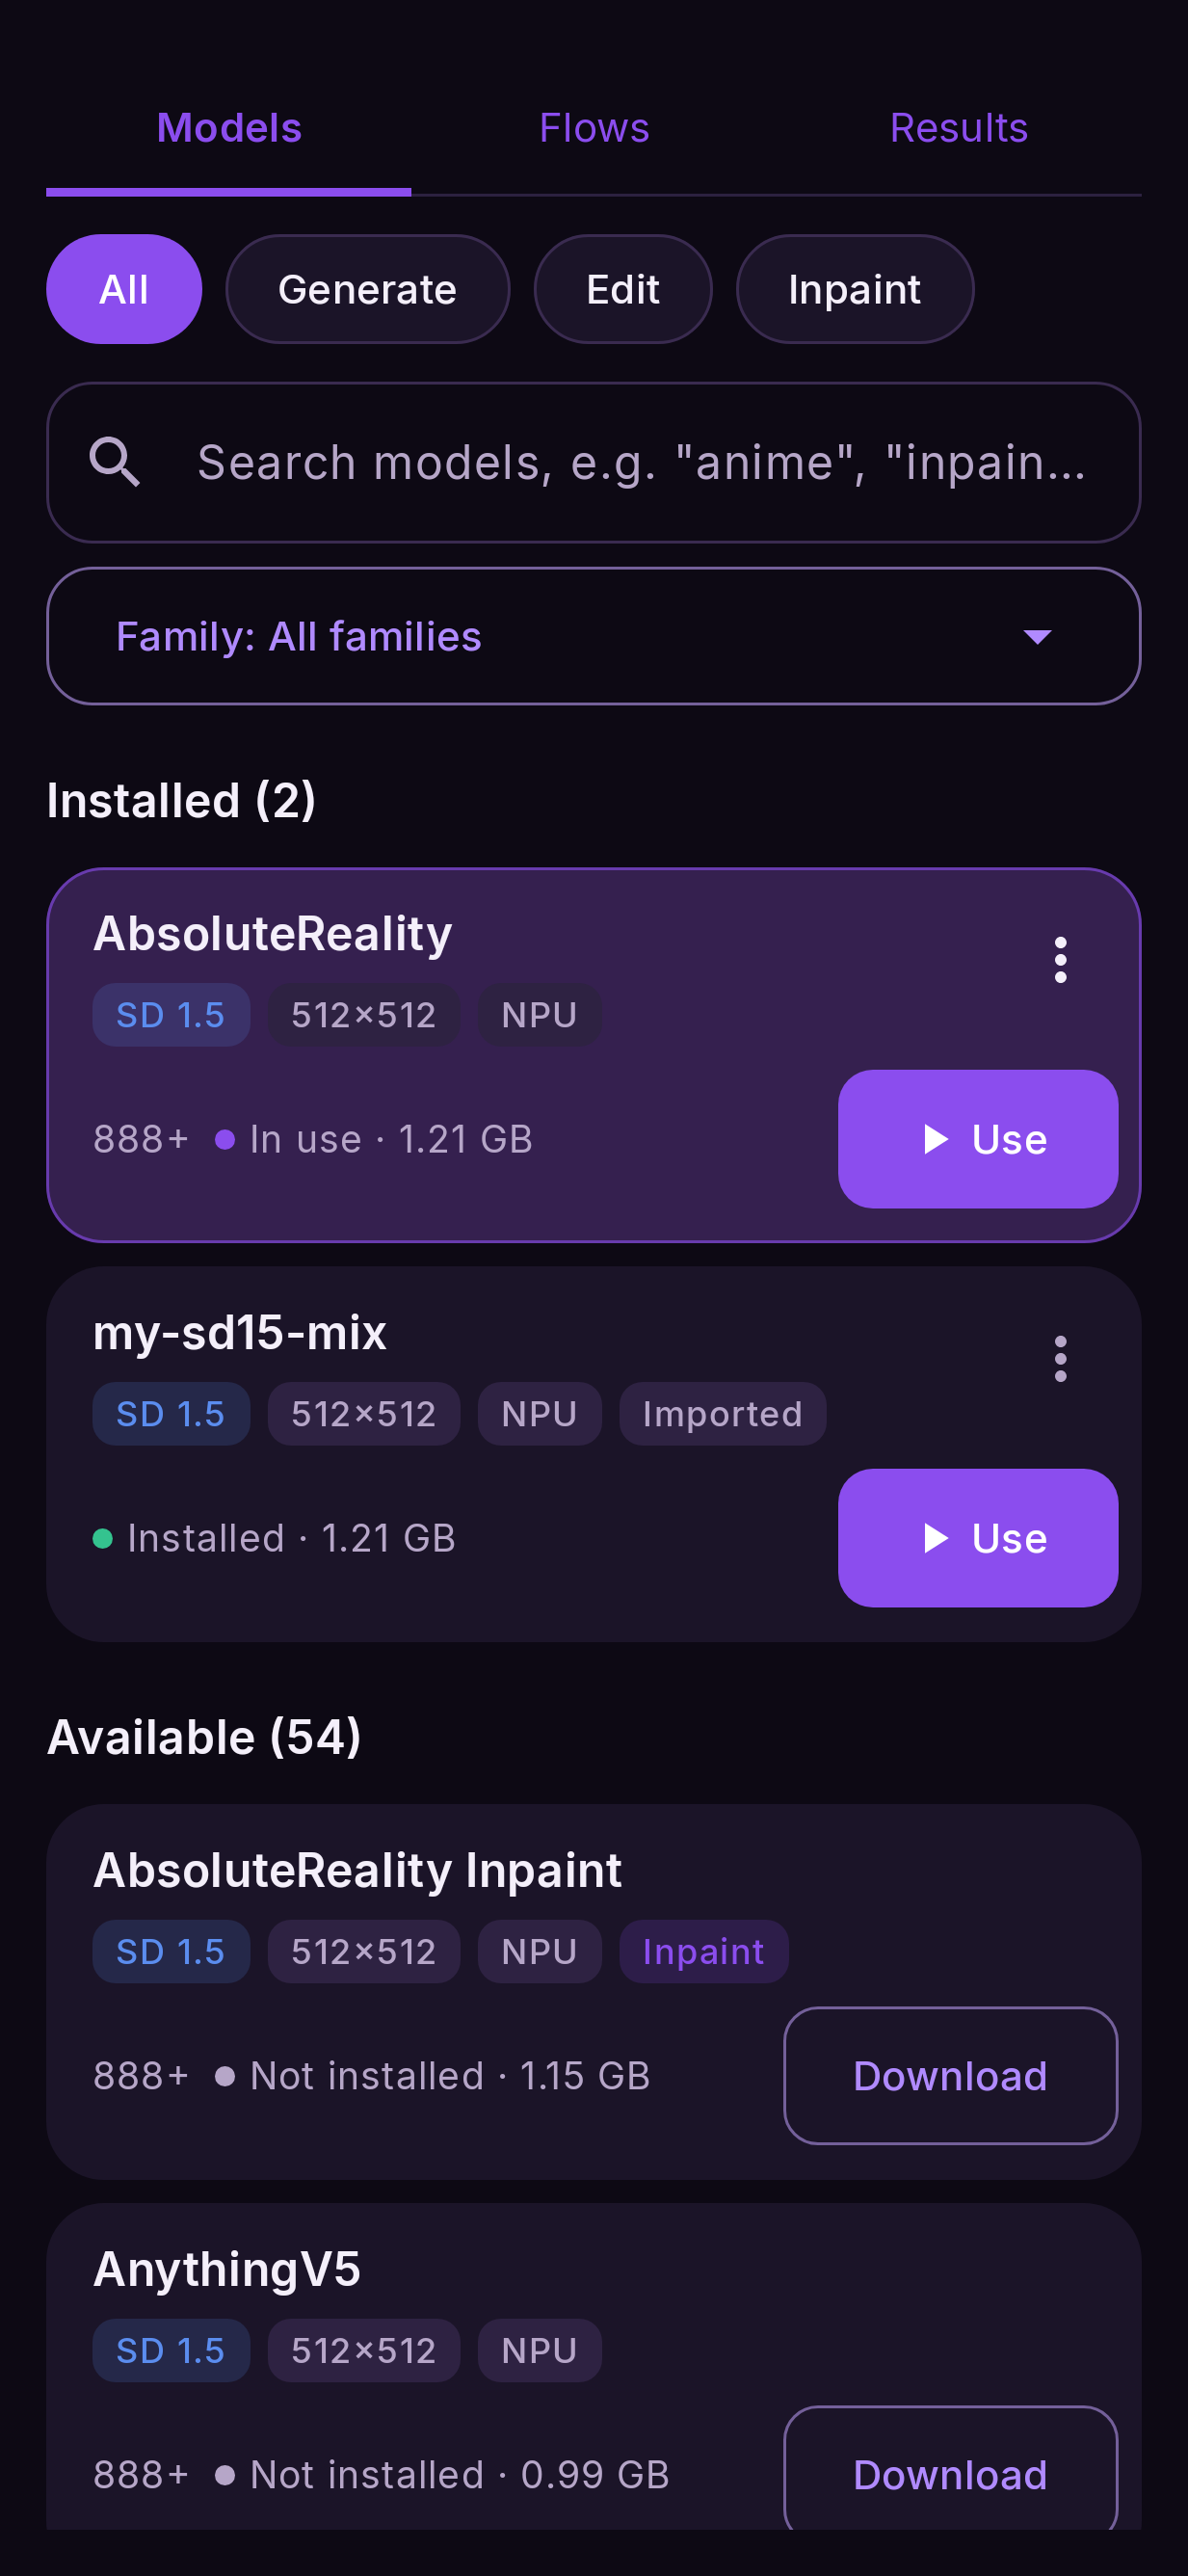 Models Flows Results
All Generate Edit Inpaint
Search models, e.g. "anime", "inpain...
Family: All families
Installed (2)
AbsoluteReality
SD 1.5 512×512 NPU
888+ In use · 1.21 GB Use
my-sd15-mix
SD 1.5 512×512 NPU Imported
Installed · 1.21 GB Use
Available (54)
AbsoluteReality Inpaint
SD 1.5 512×512 NPU Inpaint
888+ Not installed · 1.15 GB Download
AnythingV5
SD 1.5 512×512 NPU
888+ Not installed · 0.99 GB Download